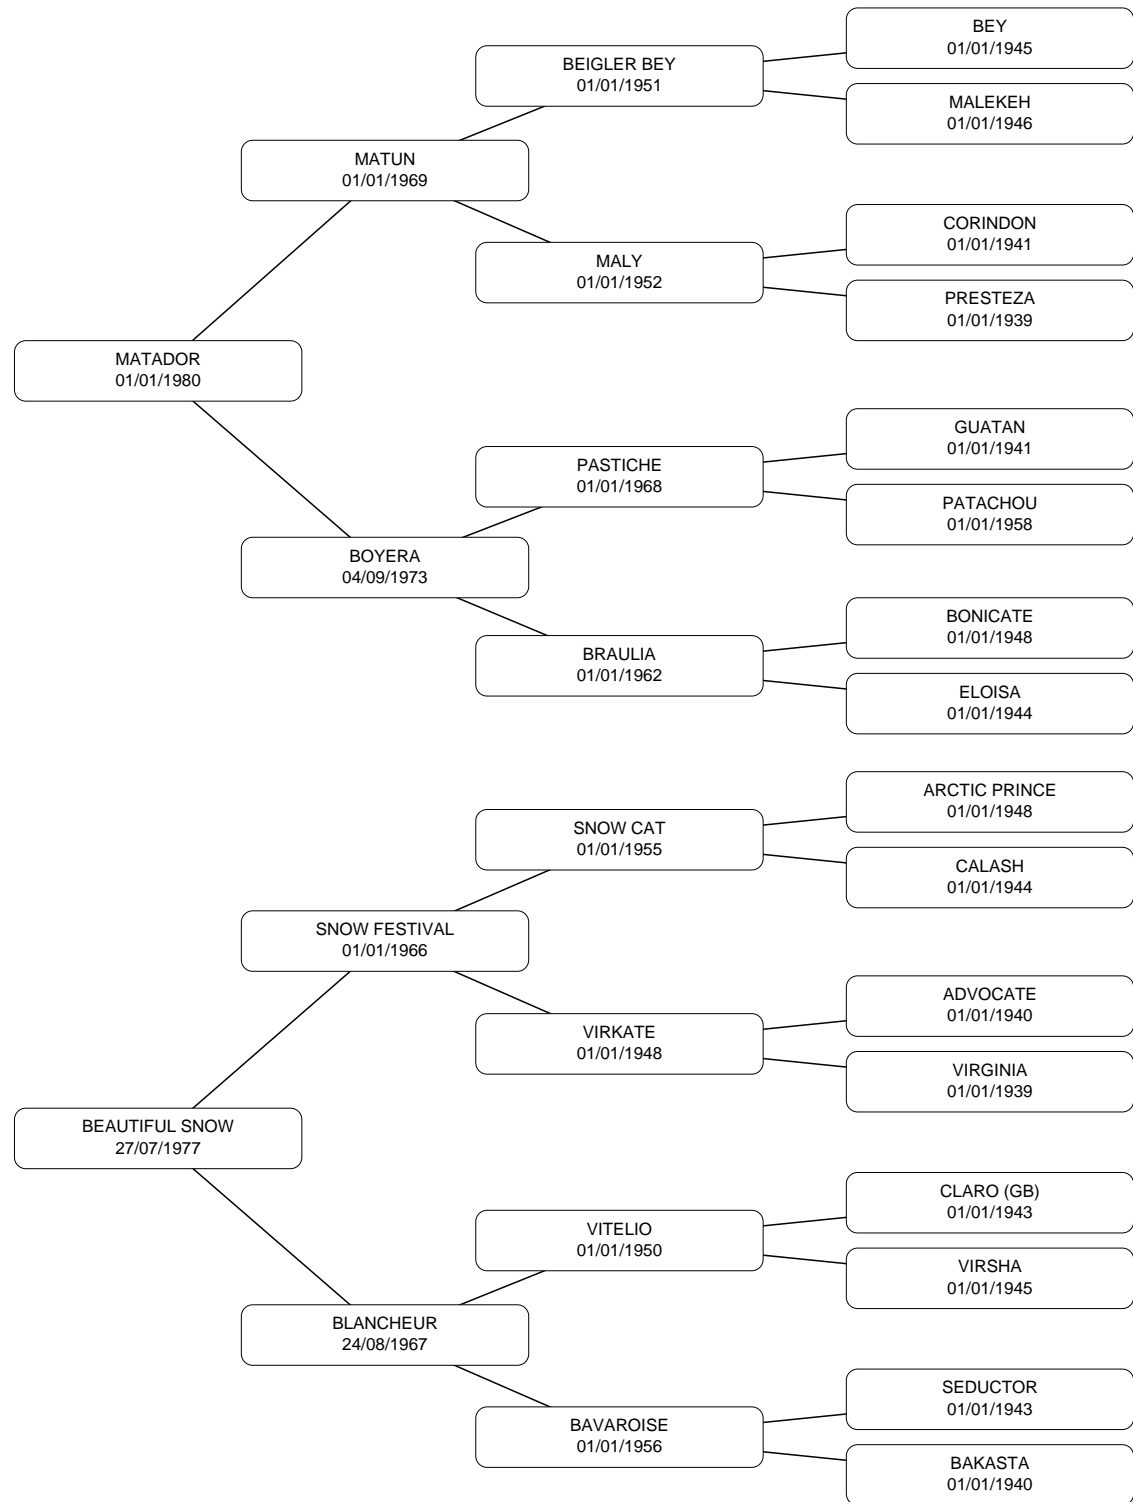 BEY
01/01/1945
BEIGLER BEY
01/01/1951
MALEKEH
01/01/1946
MATUN
01/01/1969
CORINDON
01/01/1941
MALY
01/01/1952
PRESTEZA
01/01/1939
MATADOR
01/01/1980
GUATAN
01/01/1941
PASTICHE
01/01/1968
PATACHOU
01/01/1958
BOYERA
04/09/1973
BONICATE
01/01/1948
BRAULIA
01/01/1962
ELOISA
01/01/1944
ARCTIC PRINCE
01/01/1948
SNOW CAT
01/01/1955
CALASH
01/01/1944
SNOW FESTIVAL
01/01/1966
ADVOCATE
01/01/1940
VIRKATE
01/01/1948
VIRGINIA
01/01/1939
BEAUTIFUL SNOW
27/07/1977
CLARO (GB)
01/01/1943
VITELIO
01/01/1950
VIRSHA
01/01/1945
BLANCHEUR
24/08/1967
SEDUCTOR
01/01/1943
BAVAROISE
01/01/1956
BAKASTA
01/01/1940